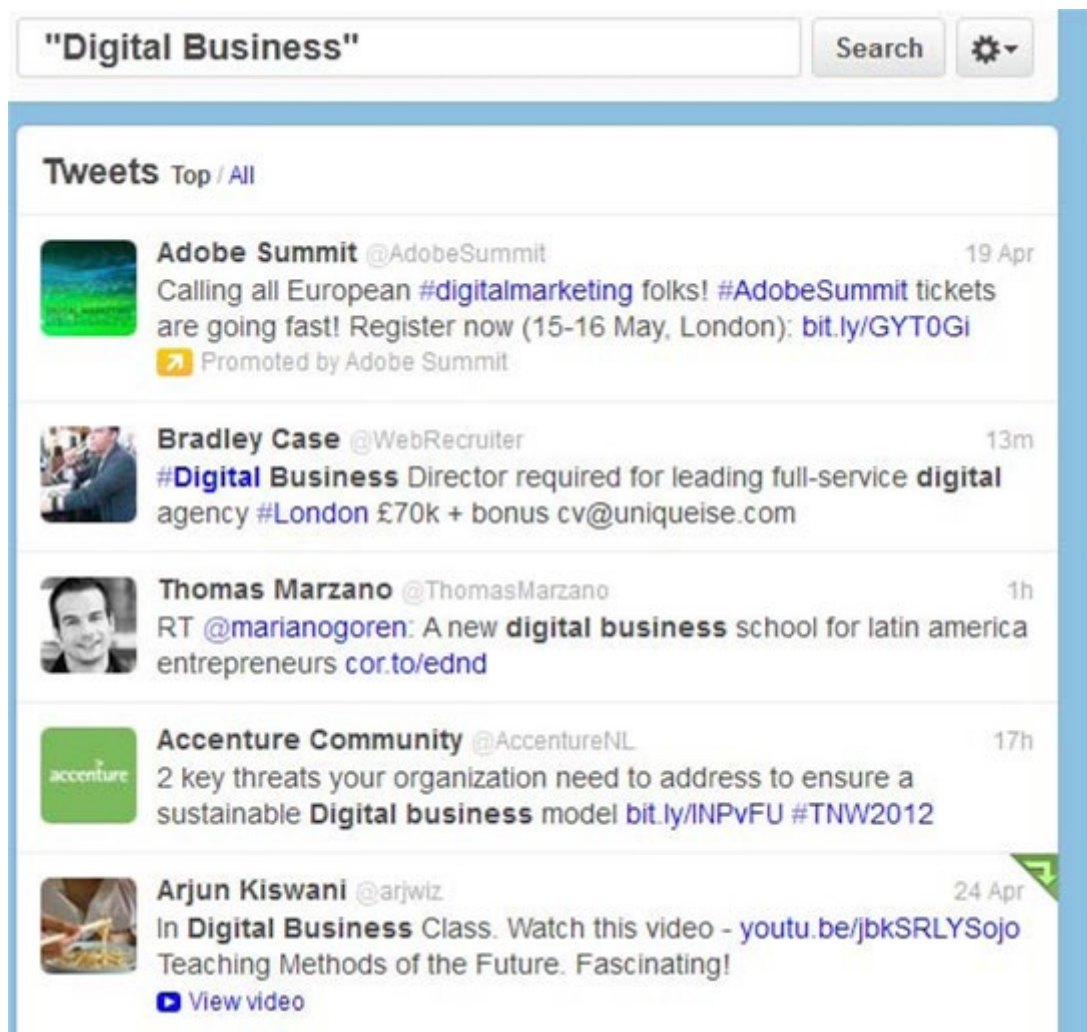 "Digital Business"
Search
Tweets Top / All
Adobe Summit @AdobeSummit 19 Apr
Calling all European #digitalmarketing folks! #AdobeSummit tickets
are going fast! Register now (15-16 May, London): bit.ly/GYT0Gi
Promoted by Adobe Summit
Bradley Case @WebRecruiter 13m
#Digital Business Director required for leading full-service digital
agency #London £70k + bonus cv@uniqueise.com
Thomas Marzano @ThomasMarzano 1h
RT @marianogoren: A new digital business school for latin america
entrepreneurs cor.to/ednd
Accenture Community @AccentureNL 17h
accenture
2 key threats your organization need to address to ensure a
sustainable Digital business model bit.ly/INPvFU #TNW2012
Arjun Kiswani @arjwiz 24 Apr
In Digital Business Class. Watch this video - youtu.be/jbkSRLYSojo
Teaching Methods of the Future. Fascinating!
View video